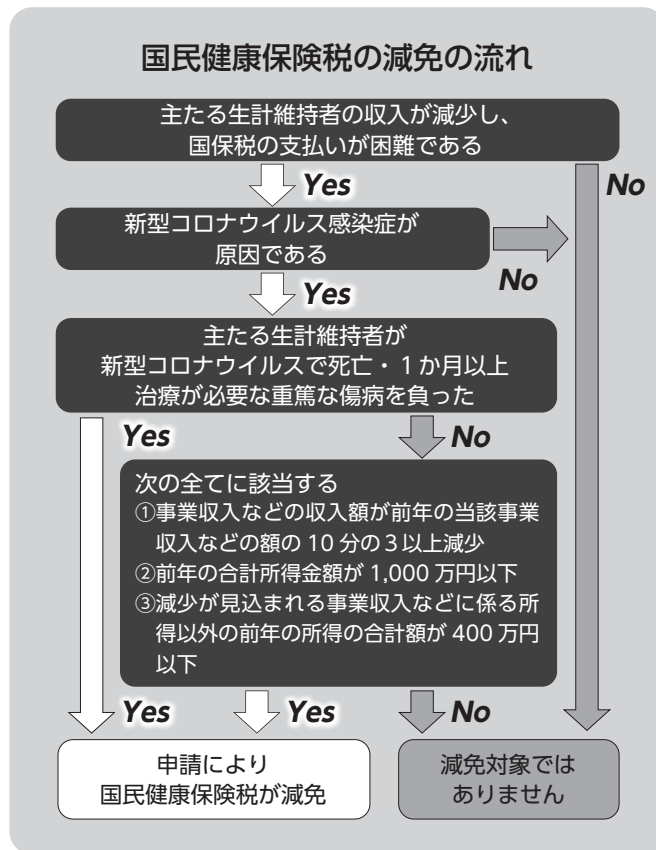 国民健康保険税の減免の流れ
主たる生計維持者の収入が減少し、
国保税の支払いが困難である
Yes
No
新型コロナウイルス感染症が
原因である
No
Yes
主たる生計維持者が
新型コロナウイルスで死亡・１か月以上
治療が必要な重篤な傷病を負った
Yes
No
次の全てに該当する
①事業収入などの収入額が前年の当該事業
収入などの額の 10 分の３以上減少
②前年の合計所得金額が 1,000 万円以下
③減少が見込まれる事業収入などに係る所
得以外の前年の所得の合計額が 400 万円
以下
Yes
Yes
No
申請により
国民健康保険税が減免
減免対象では
ありません